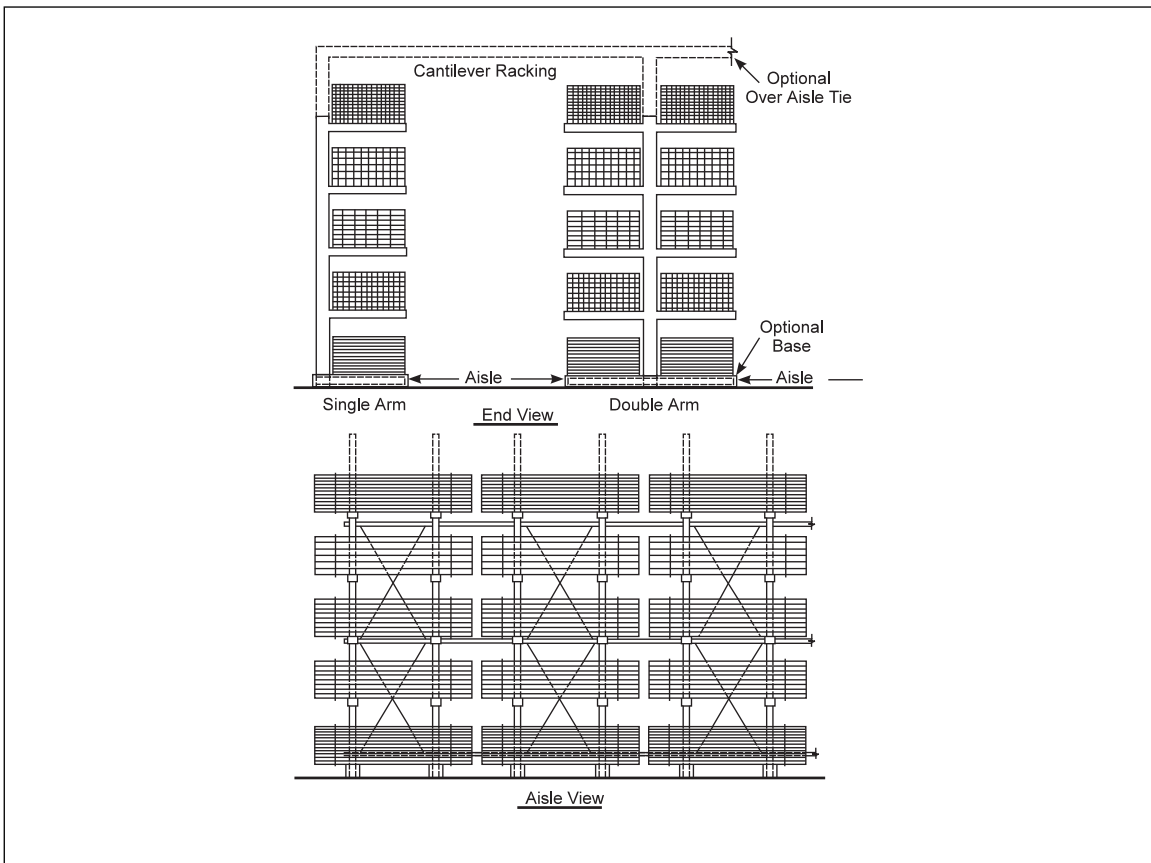 Cantilever Racking
Optional
Over Aisle Tie
Optional
Base
Aisle
Aisle
Single Arm
Double Arm
End View
Aisle View